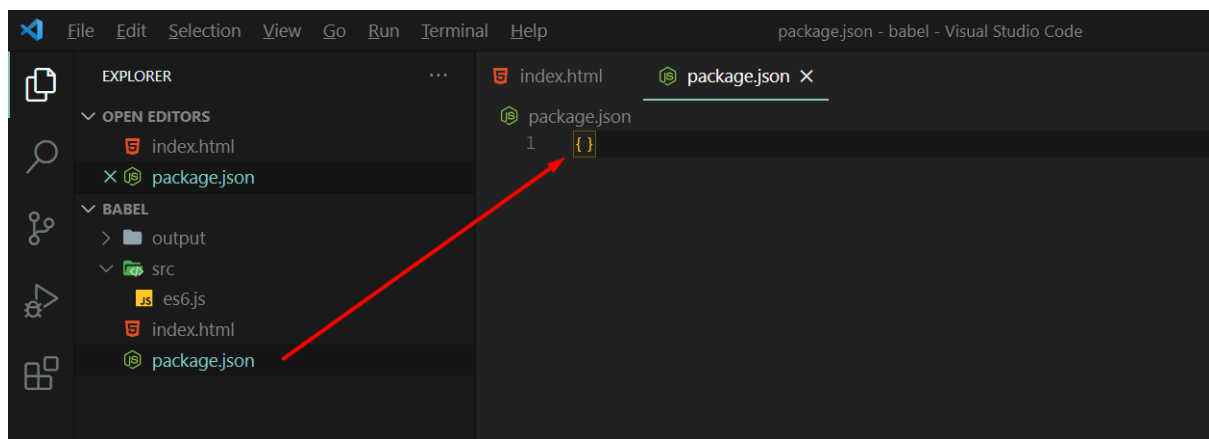 File Edit Selection View Go Run Terminal Help package.json - babel - Visual Studio Code
EXPLORER ...
OPEN EDITORS
index.html
package.json
BABEL
output
src
JS es6.js
index.html
package.json
index.html package.json
package.json
1 {}